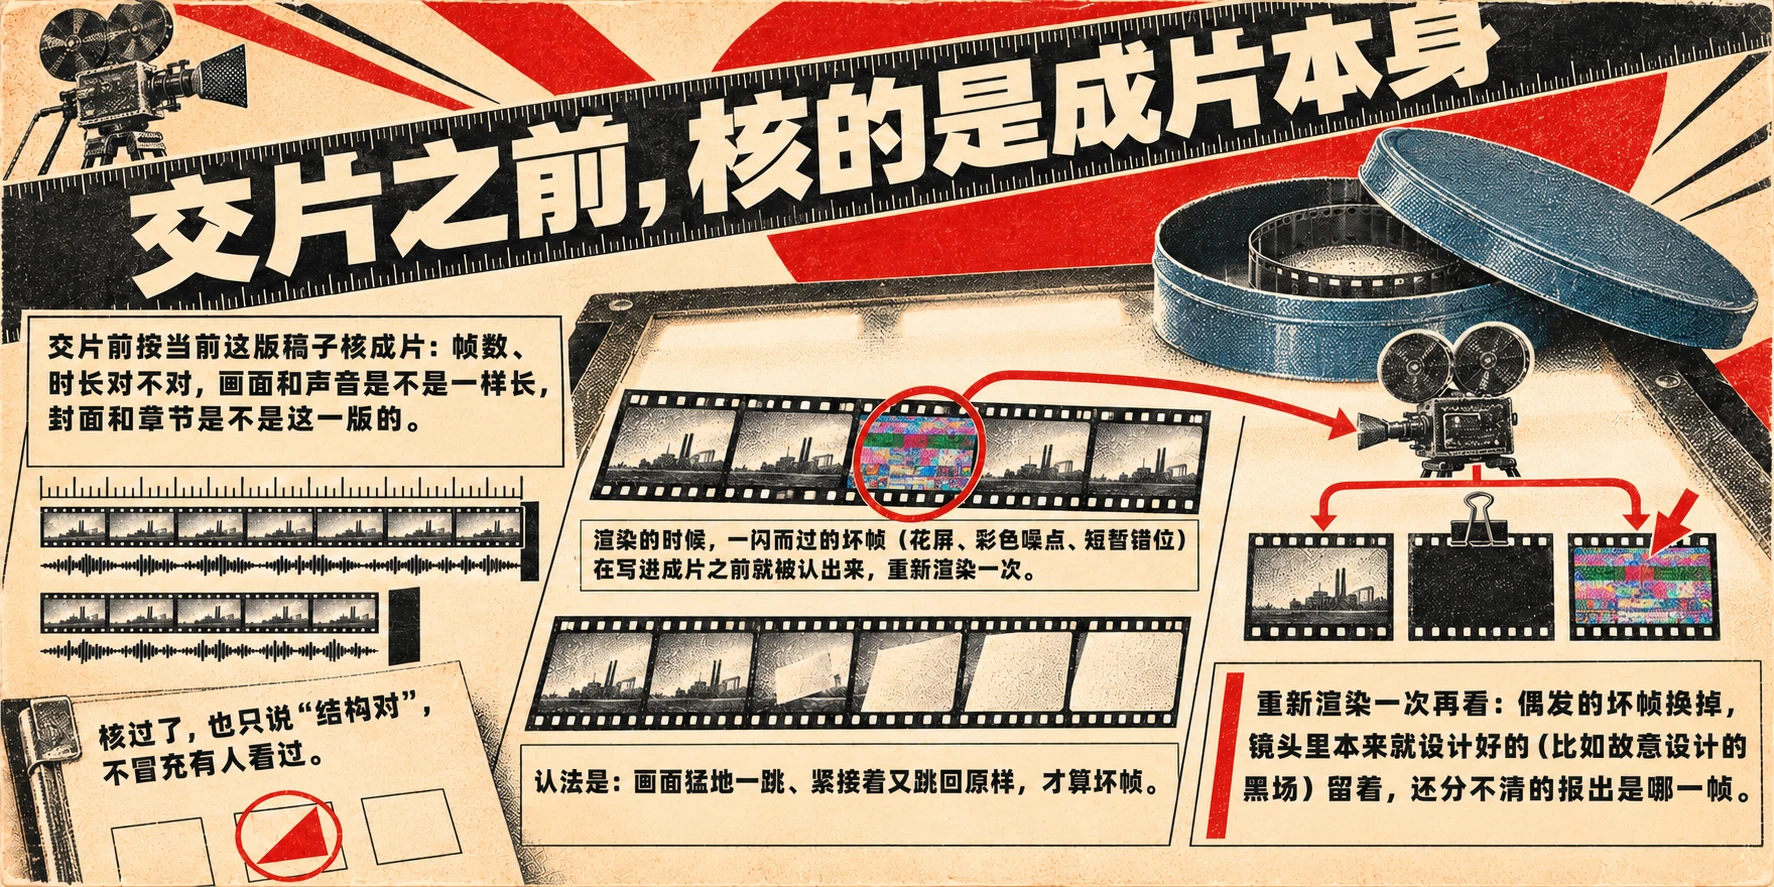 交片之前,核的是成片本身
交片前按当前这版稿子核成片：帧数、
时长对不对，画面和声音是不是一样长，
封面和章节是不是这一版的。
核过了，也只说“结构对”，
不冒充有人看过。
渲染的时候，一闪而过的坏帧（花屏、彩色噪点、短暂错位）
在写进成片之前就被认出来，重新渲染一次。
认法是：画面猛地一跳、紧接着又跳回原样，才算坏帧。
重新渲染一次再看：偶发的坏帧换掉，
镜头里本来就设计好的（比如故意设计的
黑场）留着，还分不清的报出是哪一帧。